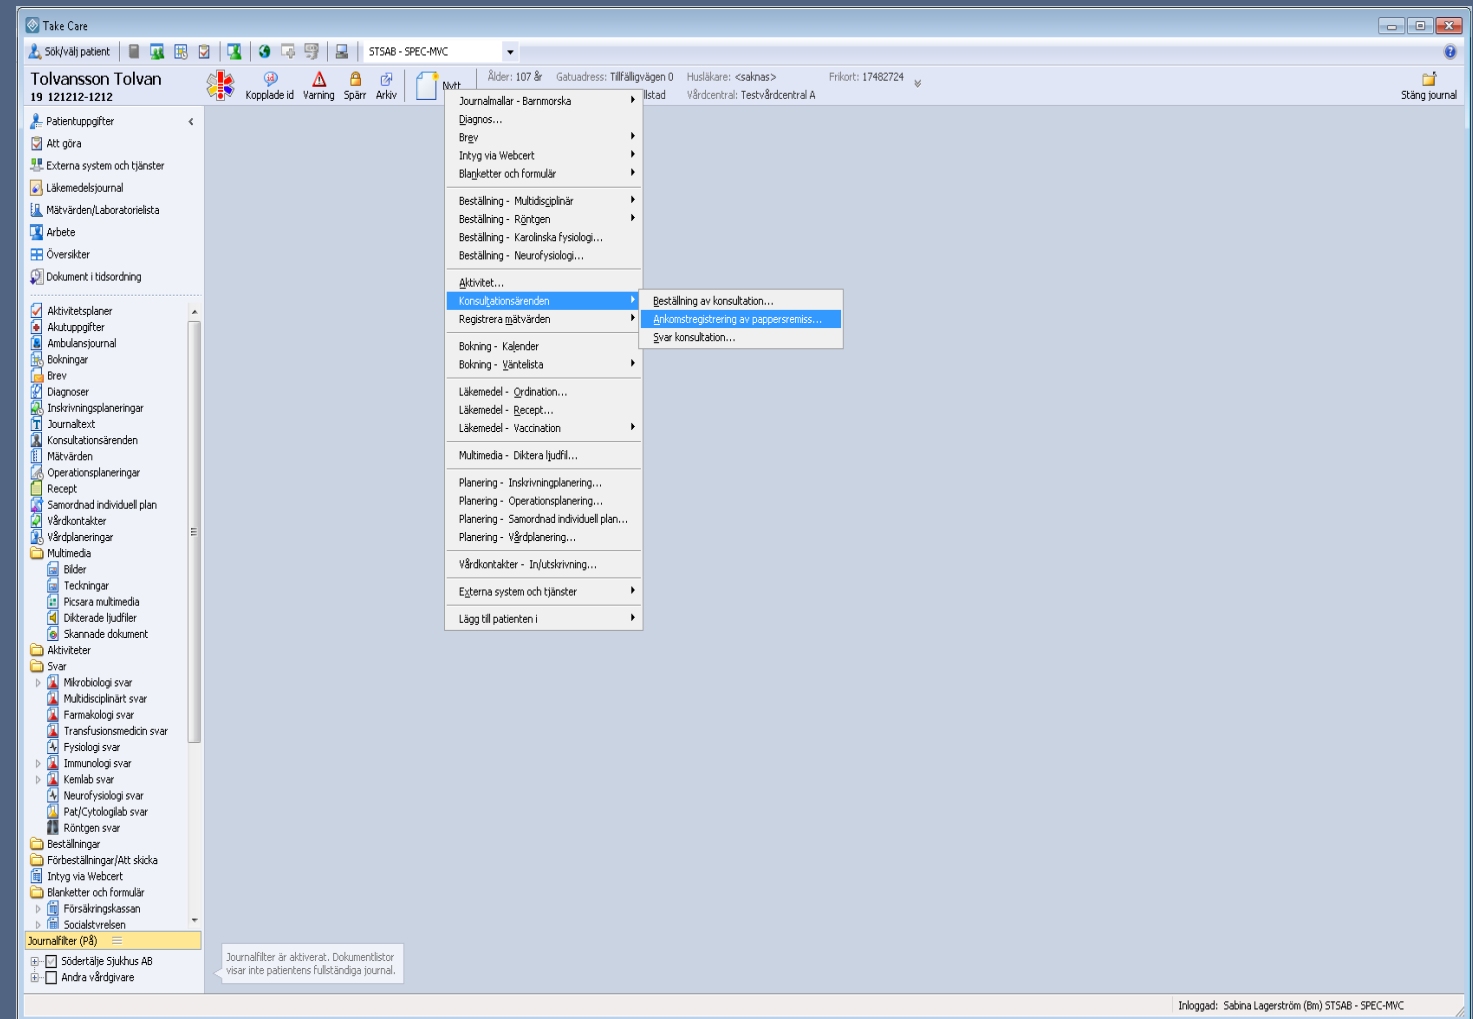 Take Care
Sök/välj patient
STSAB - SPEC-MVC
Tolvansson Tolvan
19 121212-1212
Kopplade id
Varning
Spärr
Arkiv
Nytt
Ålder: 107 år
Gatuadress: Tillfälligvägen 0
Husläkare: <saknas>
Frikort: 17482724
llstad
Vårdcentral: Testvårdcentral A
Stäng journal
Patientuppgifter
Att göra
Externa system och tjänster
Läkemedelsjournal
Mätvärden/Laboratorielista
Arbete
Översikter
Dokument i tidsordning
Aktivitetsplaner
Akutuppgifter
Ambulansjournal
Bokningar
Brev
Diagnoser
Inskrivningsplaneringar
Journaltext
Konsultationsärenden
Mätvärden
Operationsplaneringar
Recept
Samordnad individuell plan
Vårdkontakter
Vårdplaneringar
Multimedia
Bilder
Teckningar
Picsara multimedia
Dikterade ljudfiler
Skannade dokument
Aktiviteter
Svar
Mikrobiologi svar
Multidisciplinärt svar
Farmakologi svar
Transfusionsmedicin svar
Fysiologi svar
Immunologi svar
Kemlab svar
Neurofysiologi svar
Pat/Cytologilab svar
Röntgen svar
Beställningar
Förbeställningar/Att skicka
Intyg via Webcert
Blanketter och formulär
Försäkringskassan
Socialstyrelsen
Journalfilter (På)
Södertälje Sjukhus AB
Andra vårdgivare
Journalmallar - Barnmorska
Diagnos...
Brev
Intyg via Webcert
Blanketter och formulär
Beställning - Multidisciplinär
Beställning - Röntgen
Beställning - Karolinska fysiologi...
Beställning - Neurofysiologi...
Aktivitet...
Konsultationsärenden
Registrera mätvärden
Bokning - Kalender
Bokning - Väntelista
Läkemedel - Ordination...
Läkemedel - Recept...
Läkemedel - Vaccination
Multimedia - Diktera ljudfil...
Planering - Inskrivningplanering...
Planering - Operationsplanering...
Planering - Samordnad individuell plan...
Planering - Vårdplanering...
Vårdkontakter - In/utskrivning...
Externa system och tjänster
Lägg till patienten i
Beställning av konsultation...
Ankomstregistrering av pappersremiss...
Svar konsultation...
Journalfilter är aktiverat. Dokumentlistor
visar inte patientens fullständiga journal.
Inloggad: Sabina Lagerström (Bm) STSAB - SPEC-MVC